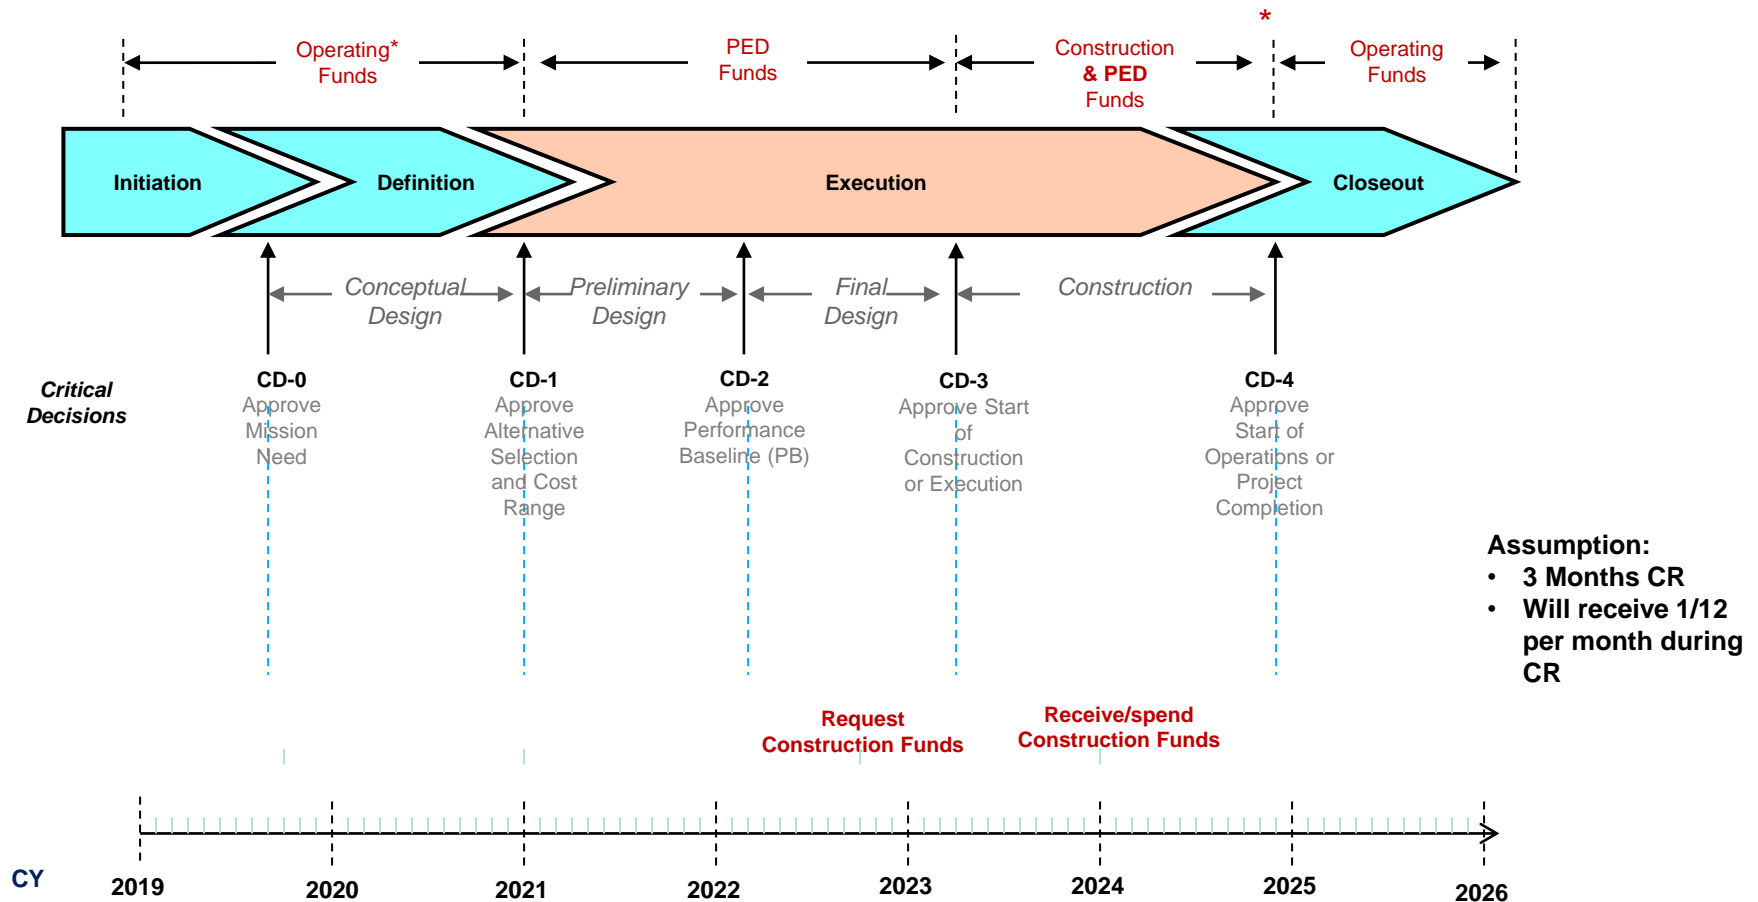 *
Operating*
Funds
PED
Funds
Construction
& PED
Funds
Operating
Funds
Initiation
Definition
Execution
Closeout
Conceptual
Design
Preliminary
Design
Final
Design
Construction
Critical
Decisions
CD-0
Approve
Mission
Need
CD-1
Approve
Alternative
Selection
and Cost
Range
CD-2
Approve
Performance
Baseline (PB)
CD-3
Approve Start
of
Construction
or Execution
CD-4
Approve
Start of
Operations or
Project
Completion
Assumption:
• 3 Months CR
• Will receive 1/12
per month during
CR
Request
Construction Funds
Receive/spend
Construction Funds
CY
2019
2020
2021
2022
2023
2024
2025
2026